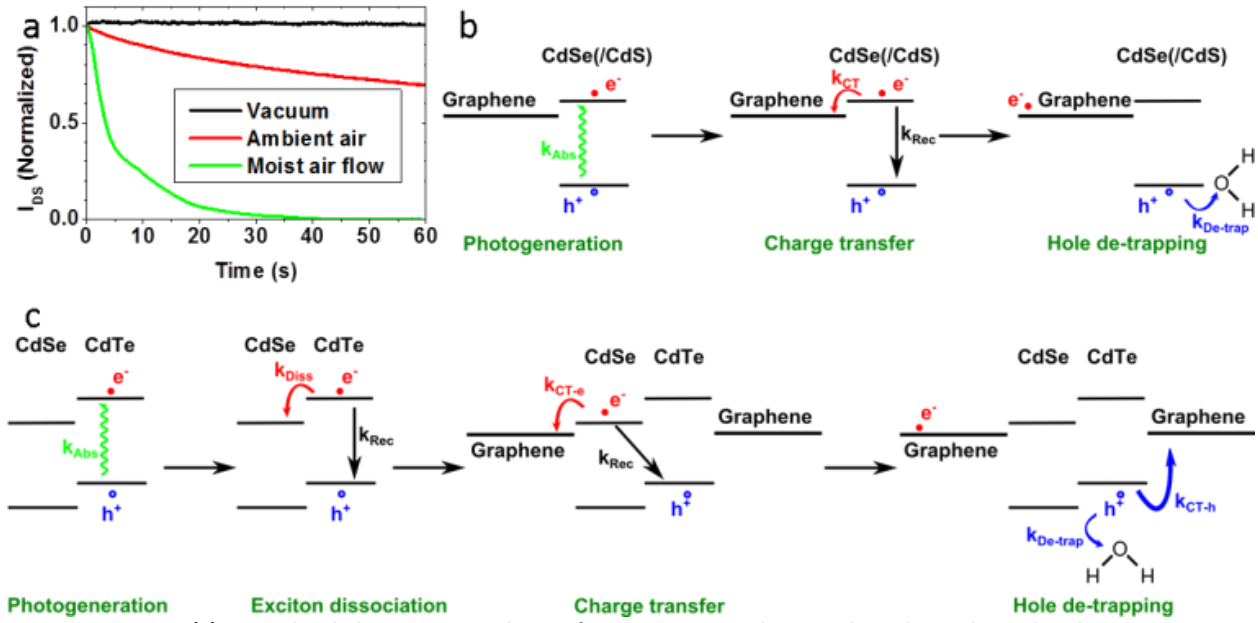 a
I_DS (Normalized)
1.0
0.5
0.0
Vacuum
Ambient air
Moist air flow
0 10 20 30 40 50 60
Time (s)
b
CdSe(/CdS) CdSe(/CdS) CdSe(/CdS)
e- e-
k_CT
Graphene Graphene e- Graphene
k_Abs k_Rec
H
O
H
h+ h+ h+
k_De-trap
Photogeneration Charge transfer Hole de-trapping
c
CdSe CdTe CdSe CdTe CdSe CdTe CdSe CdTe
e- k_Diss e- k_CT-e e- e-
Graphene Graphene Graphene Graphene
k_Abs k_Rec k_Rec
h+ h+ h+ h+
k_CT-h
k_De-trap
O
H H
Photogeneration Exciton dissociation Charge transfer Hole de-trapping